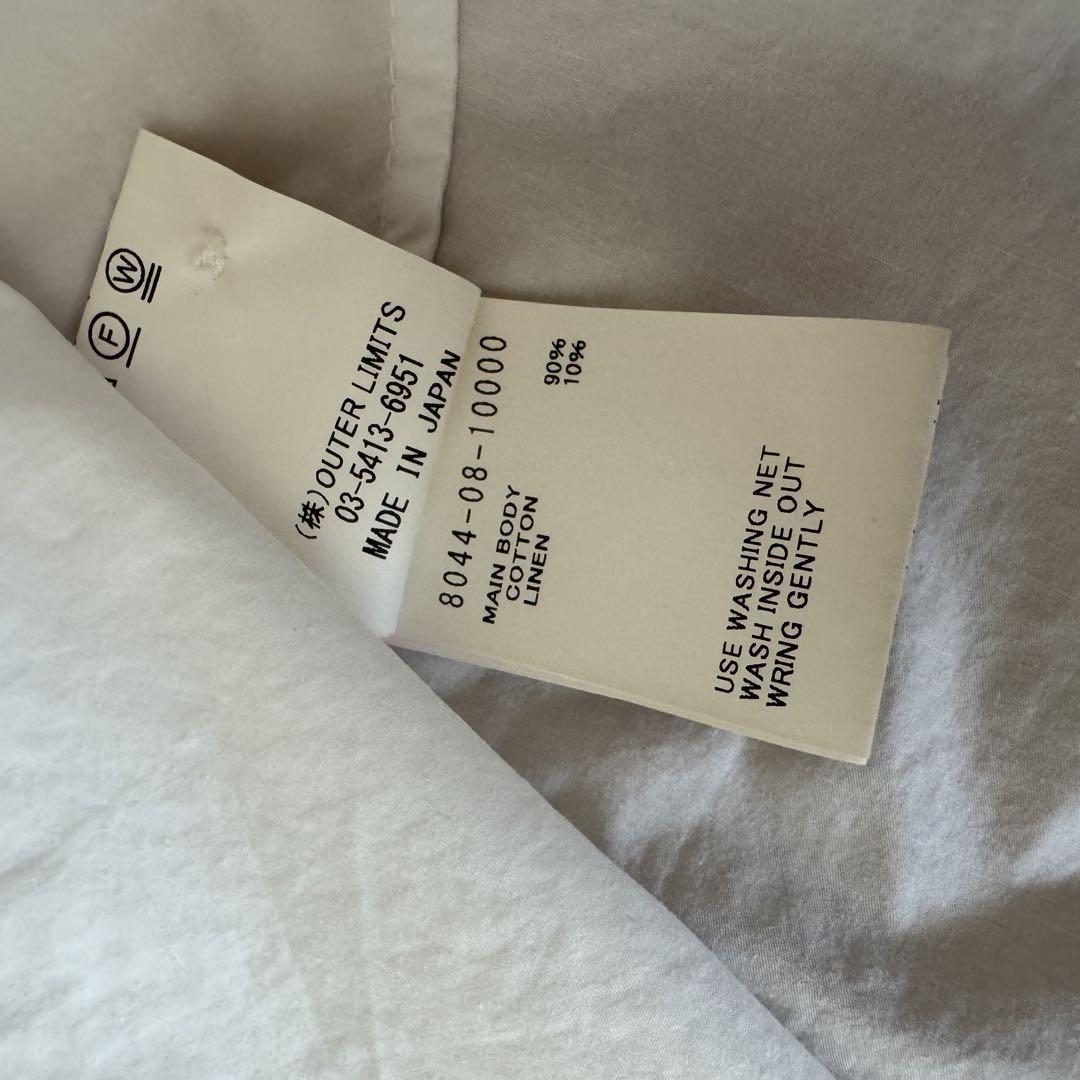 W
F
(株)OUTER LIMITS
03-5413-6951
MADE IN JAPAN
8044-08-10000
MAIN BODY
COTTON 90%
LINEN 10%
USE WASHING NET
WASH INSIDE OUT
WRING GENTLY